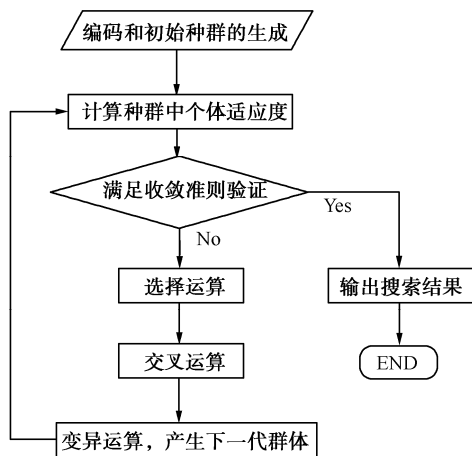 编码和初始种群的生成
计算种群中个体适应度
满足收敛准则验证
Yes
No
选择运算
输出搜索结果
交叉运算
END
变异运算，产生下一代群体